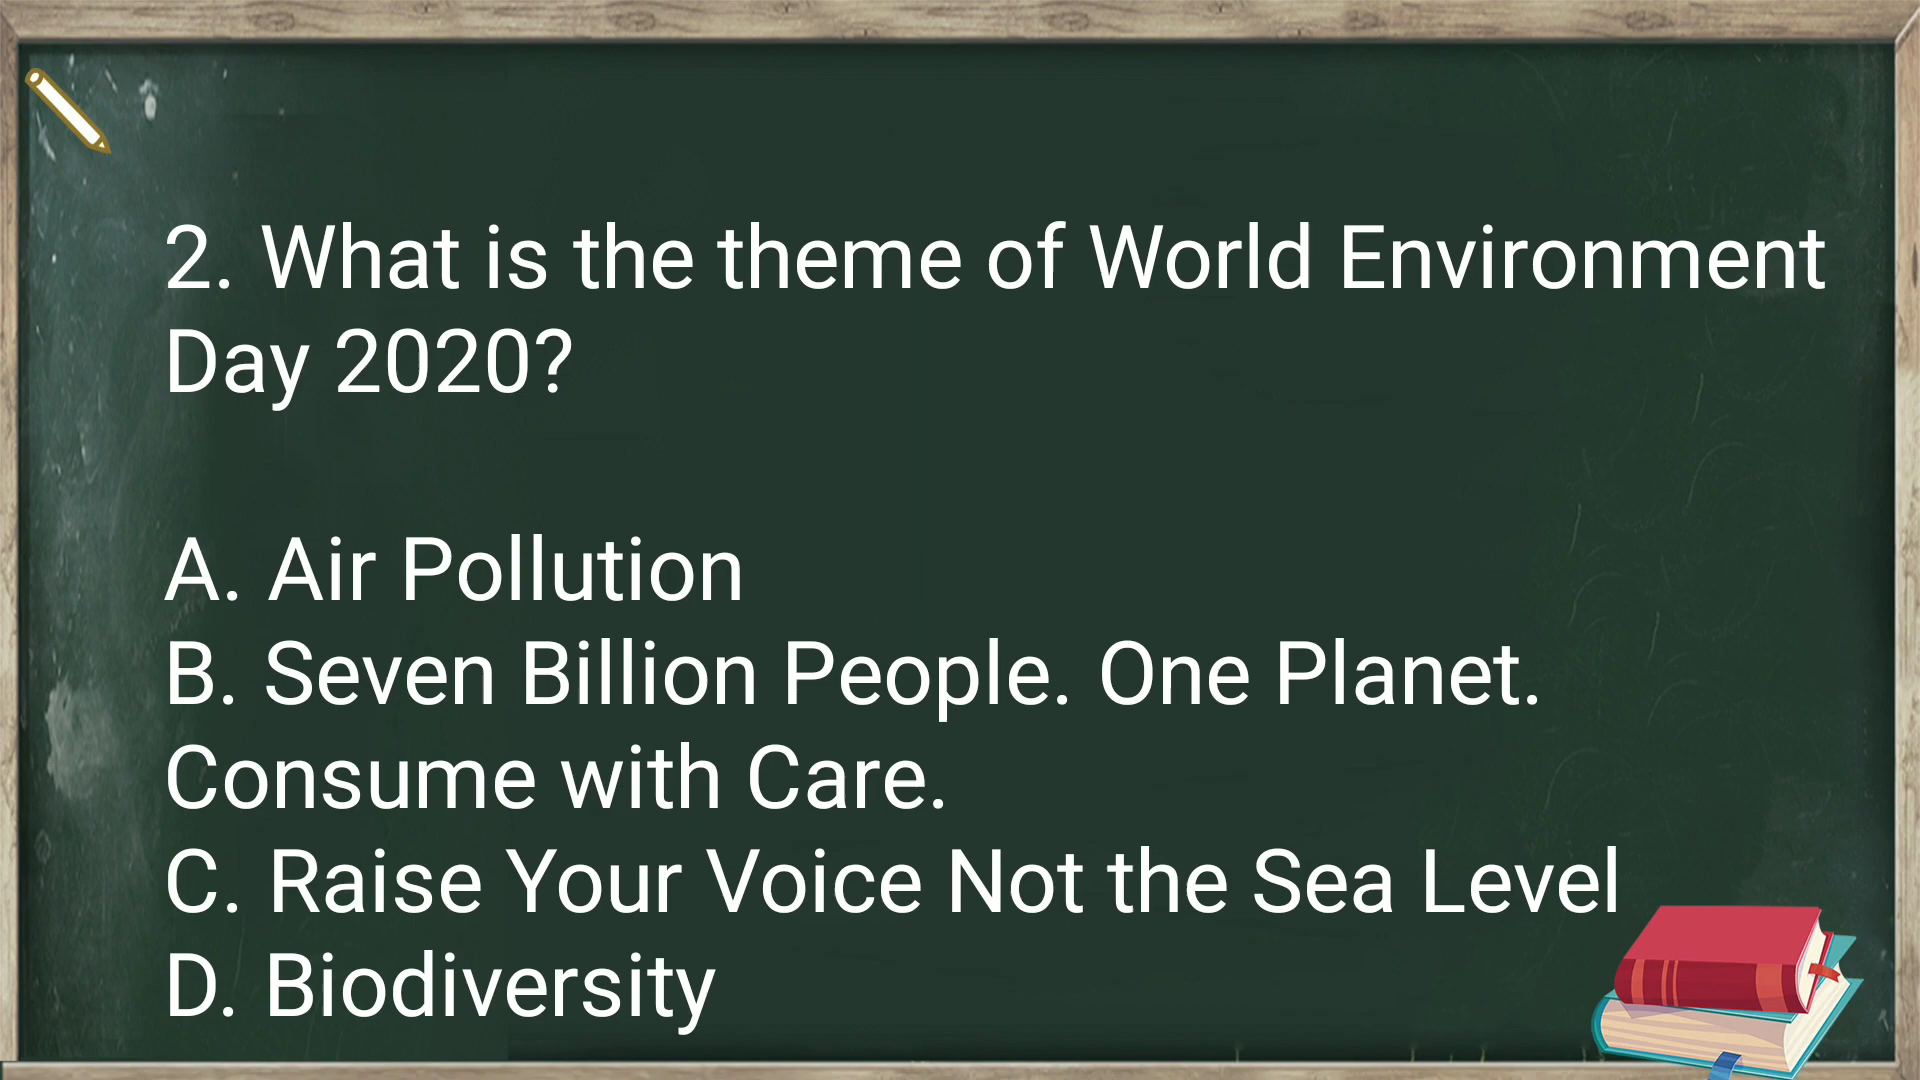 2. What is the theme of World Environment
Day 2020?
A. Air Pollution
B. Seven Billion People. One Planet.
Consume with Care.
C. Raise Your Voice Not the Sea Level
D. Biodiversity